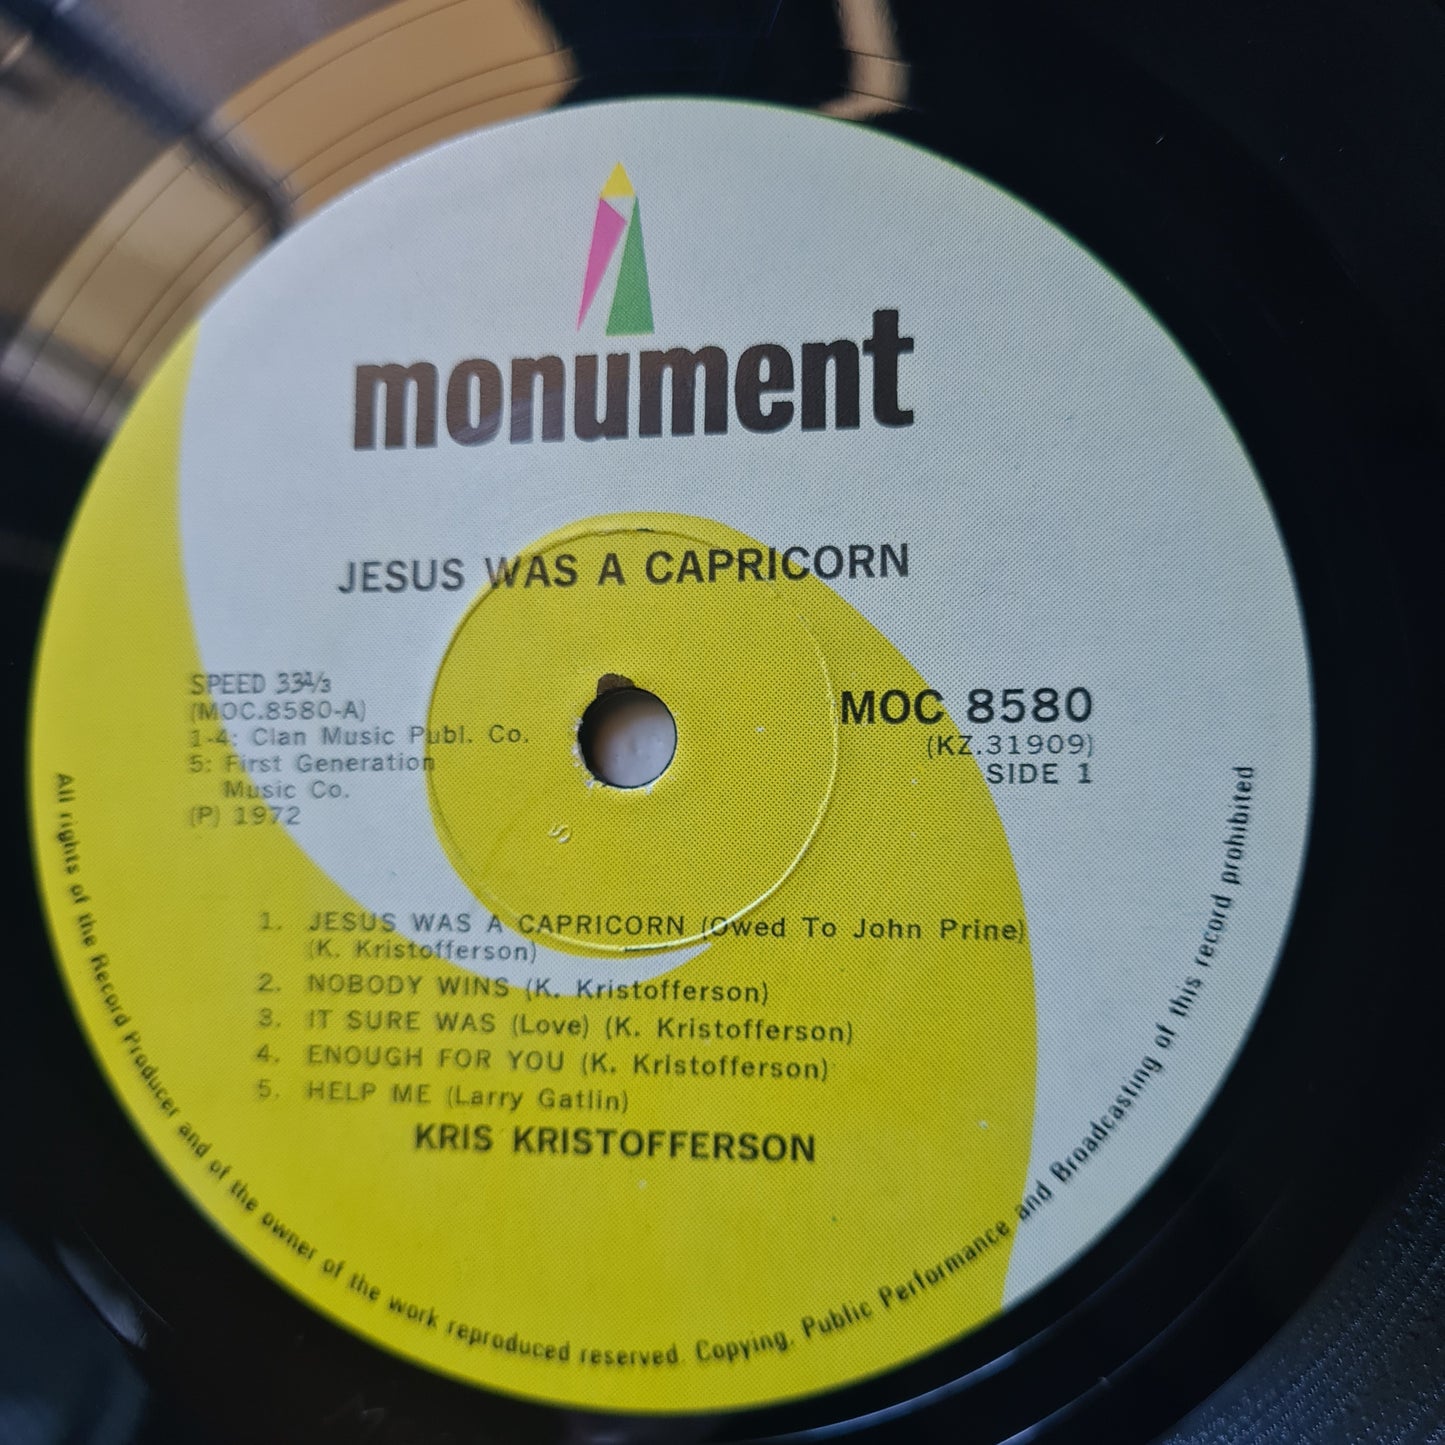 monument
JESUS WAS A CAPRICORN
SPEED 33⅓
(MOC.8580-A)
1-4: Clan Music Publ. Co.
5: First Generation
Music Co.
(P) 1972
MOC 8580
(KZ.31909)
SIDE 1
1. JESUS WAS A CAPRICORN (Owed To John Prine)
(K. Kristofferson)
2. NOBODY WINS (K. Kristofferson)
3. IT SURE WAS (Love) (K. Kristofferson)
4. ENOUGH FOR YOU (K. Kristofferson)
5. HELP ME (Larry Gatlin)
KRIS KRISTOFFERSON
All rights of the Record Producer and of the owner of the work reproduced reserved. Copying, Public Performance and Broadcasting of this record prohibited
S